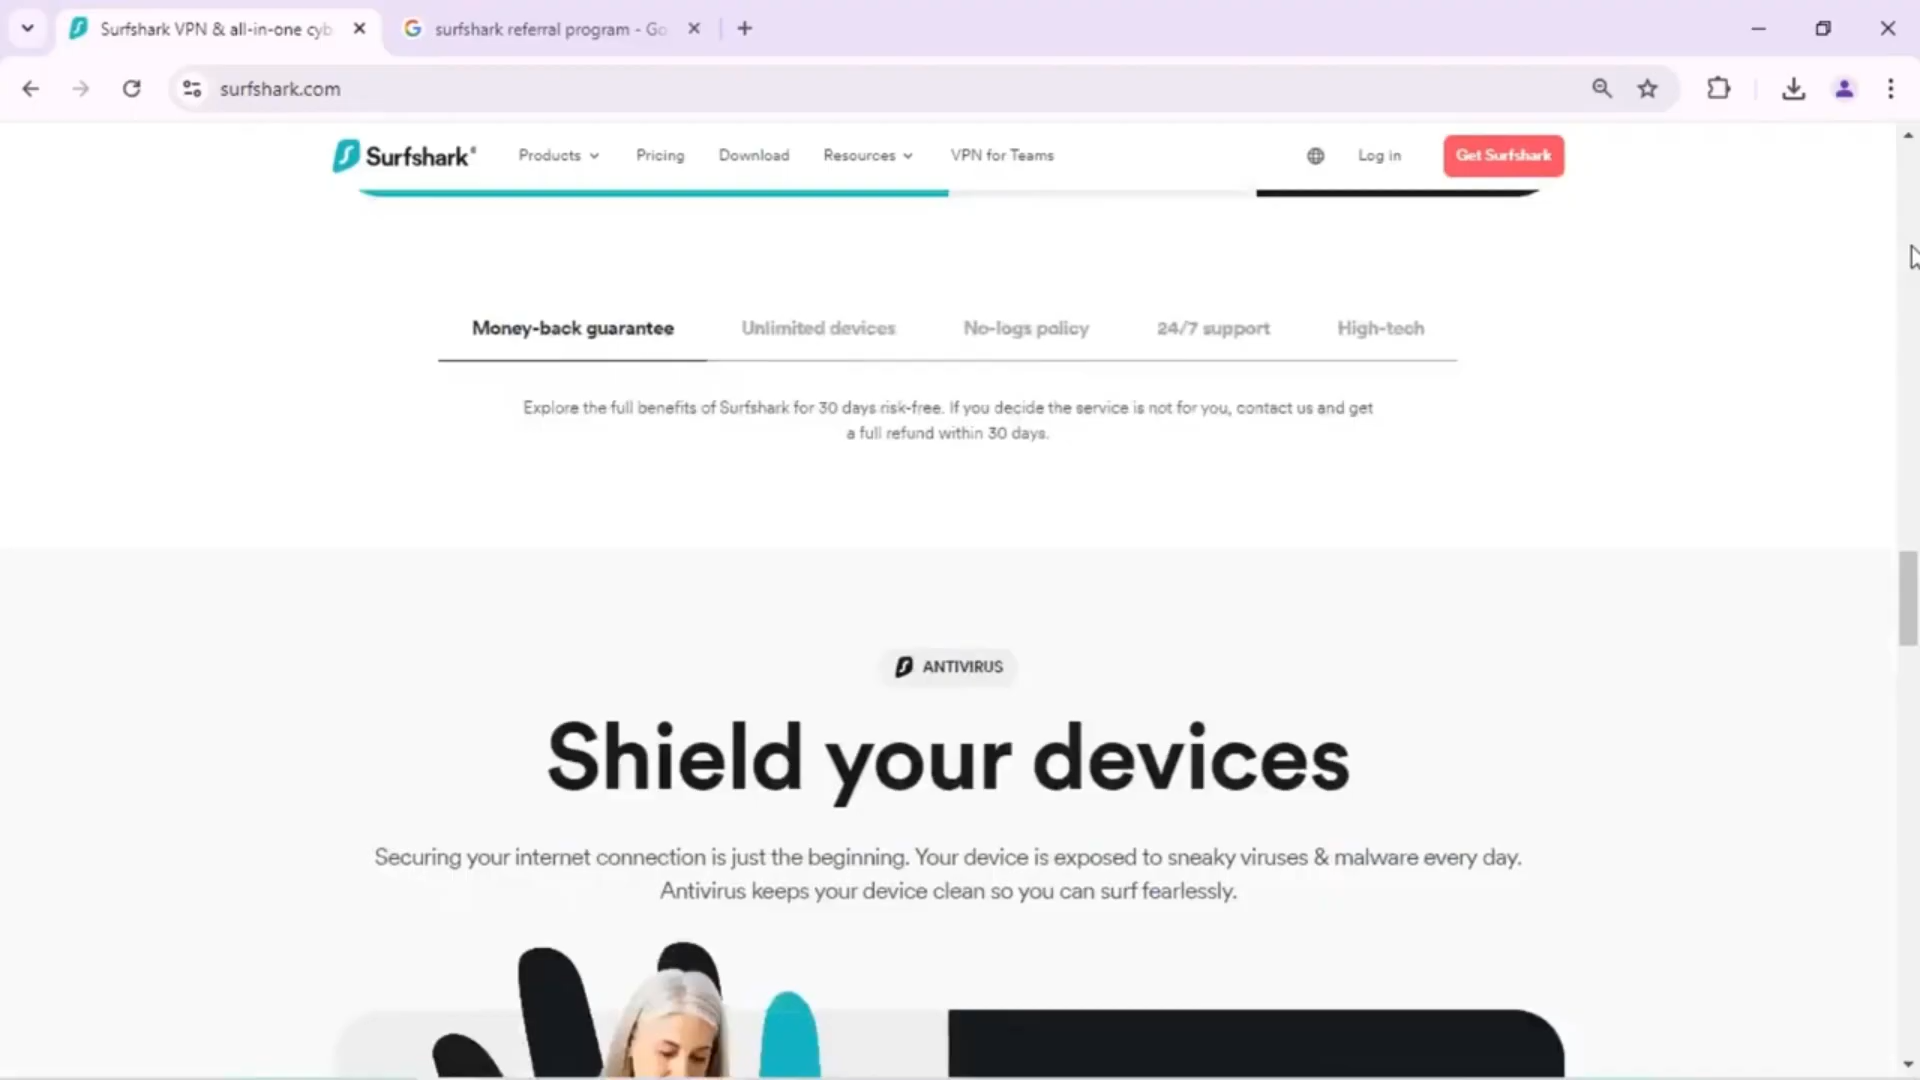 Surfshark VPN & all-in-one cyb
surfshark referral program - Go
surfshark.com
Surfshark®
Products
Pricing
Download
Resources
VPN for Teams
Log in
Get Surfshark
Money-back guarantee
Unlimited devices
No-logs policy
24/7 support
High-tech
Explore the full benefits of Surfshark for 30 days risk-free. If you decide the service is not for you, contact us and get
a full refund within 30 days.
ANTIVIRUS
Shield your devices
Securing your internet connection is just the beginning. Your device is exposed to sneaky viruses & malware every day.
Antivirus keeps your device clean so you can surf fearlessly.